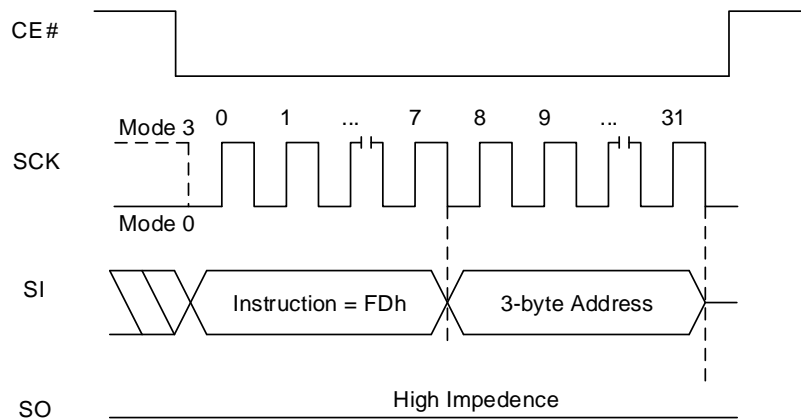 CE#
Mode 3
0 1 ... 7 8 9 ... 31
SCK
Mode 0
SI
Instruction = FDh
3-byte Address
High Impedence
SO